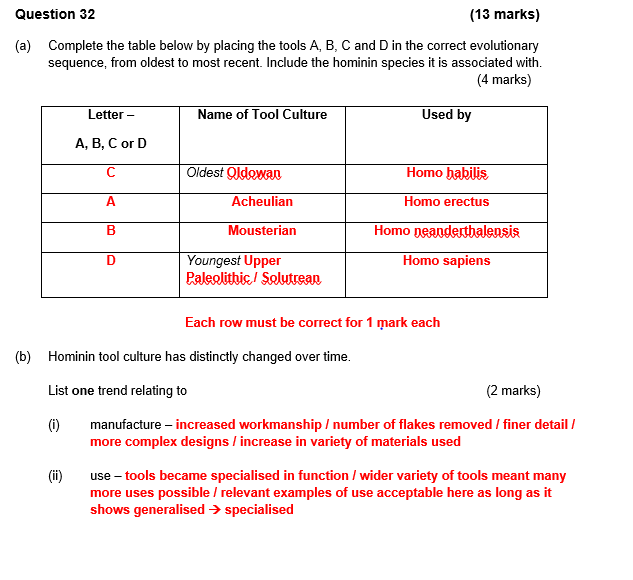 Question 32 (13 marks)
(a) Complete the table below by placing the tools A, B, C and D in the correct evolutionary
sequence, from oldest to most recent. Include the hominin species it is associated with.
(4 marks)
Letter – Name of Tool Culture Used by
A, B, C or D
C Oldest Oldowan Homo habilis
A Acheulian Homo erectus
B Mousterian Homo neanderthalensis
D Youngest Upper Homo sapiens
Paleolithic / Solutrean
Each row must be correct for 1 mark each
(b) Hominin tool culture has distinctly changed over time.
List one trend relating to (2 marks)
(i) manufacture – increased workmanship / number of flakes removed / finer detail /
more complex designs / increase in variety of materials used
(ii) use – tools became specialised in function / wider variety of tools meant many
more uses possible / relevant examples of use acceptable here as long as it
shows generalised → specialised